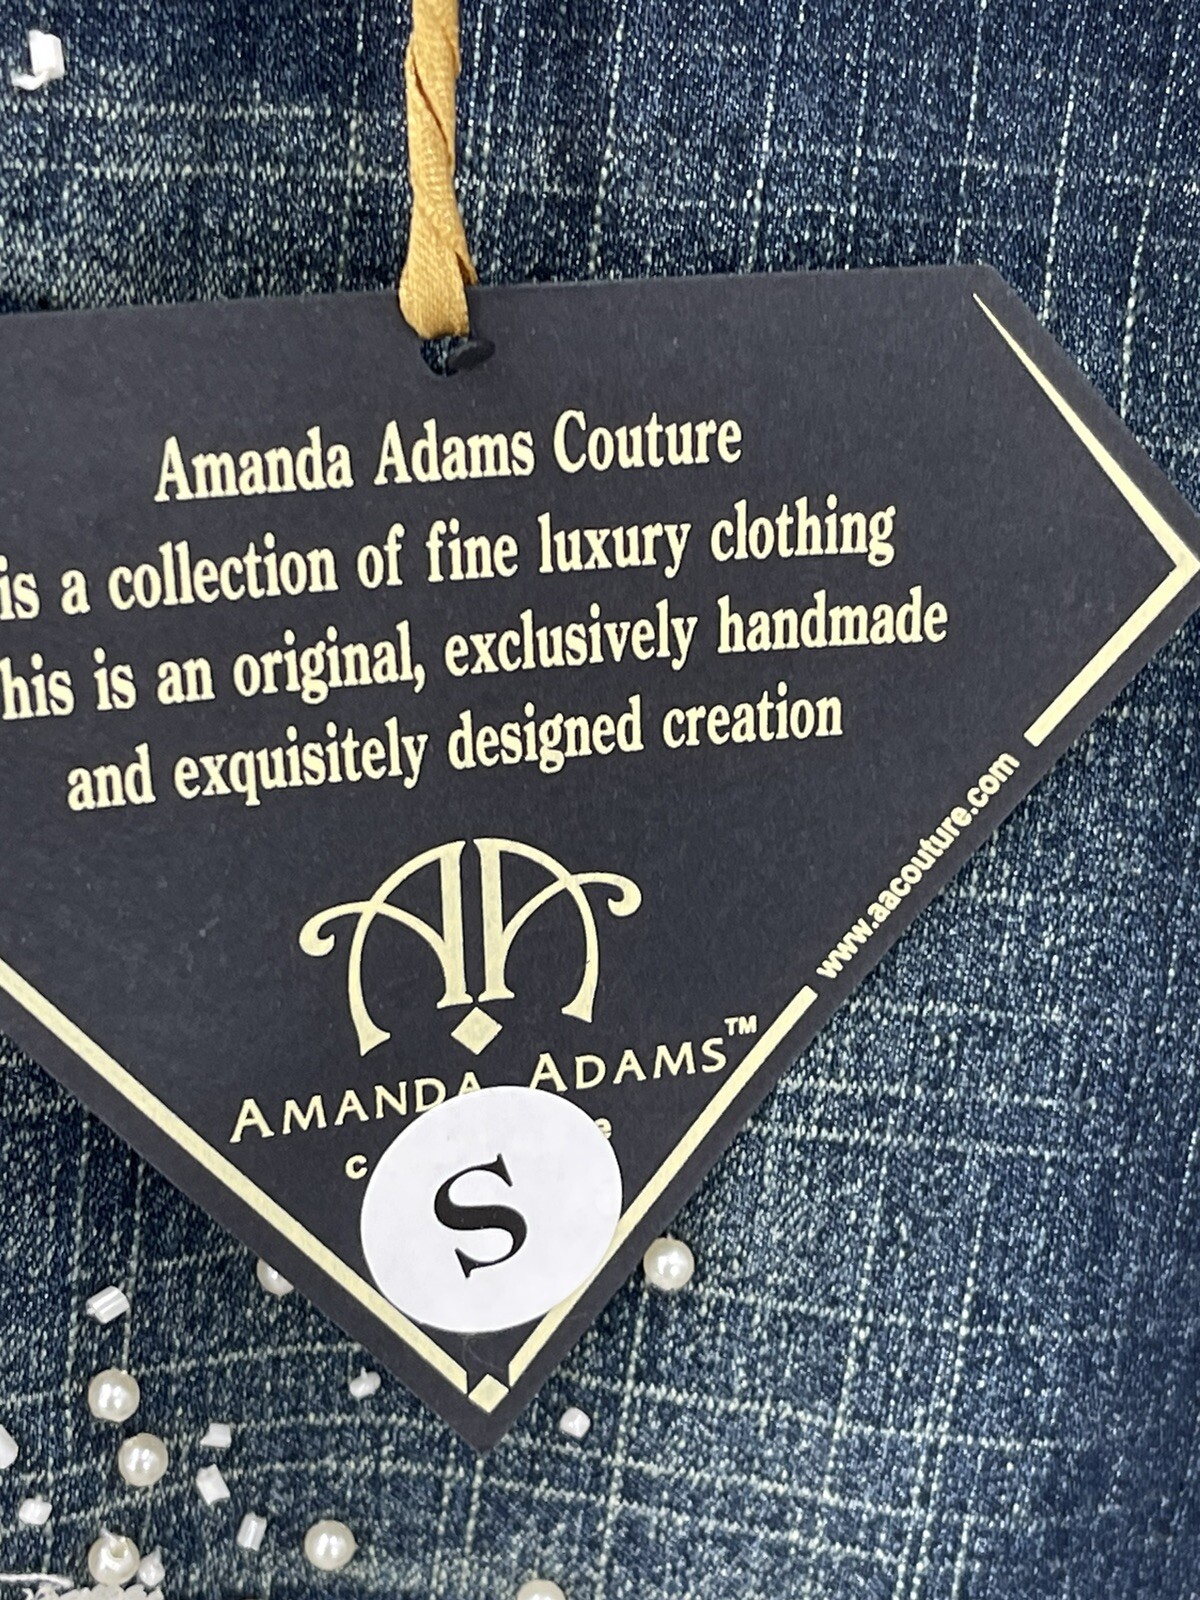 Amanda Adams Couture
is a collection of fine luxury clothing
his is an original, exclusively handmade
and exquisitely designed creation
www.aacouture.com
AMANDA ADAMS™
c e
S